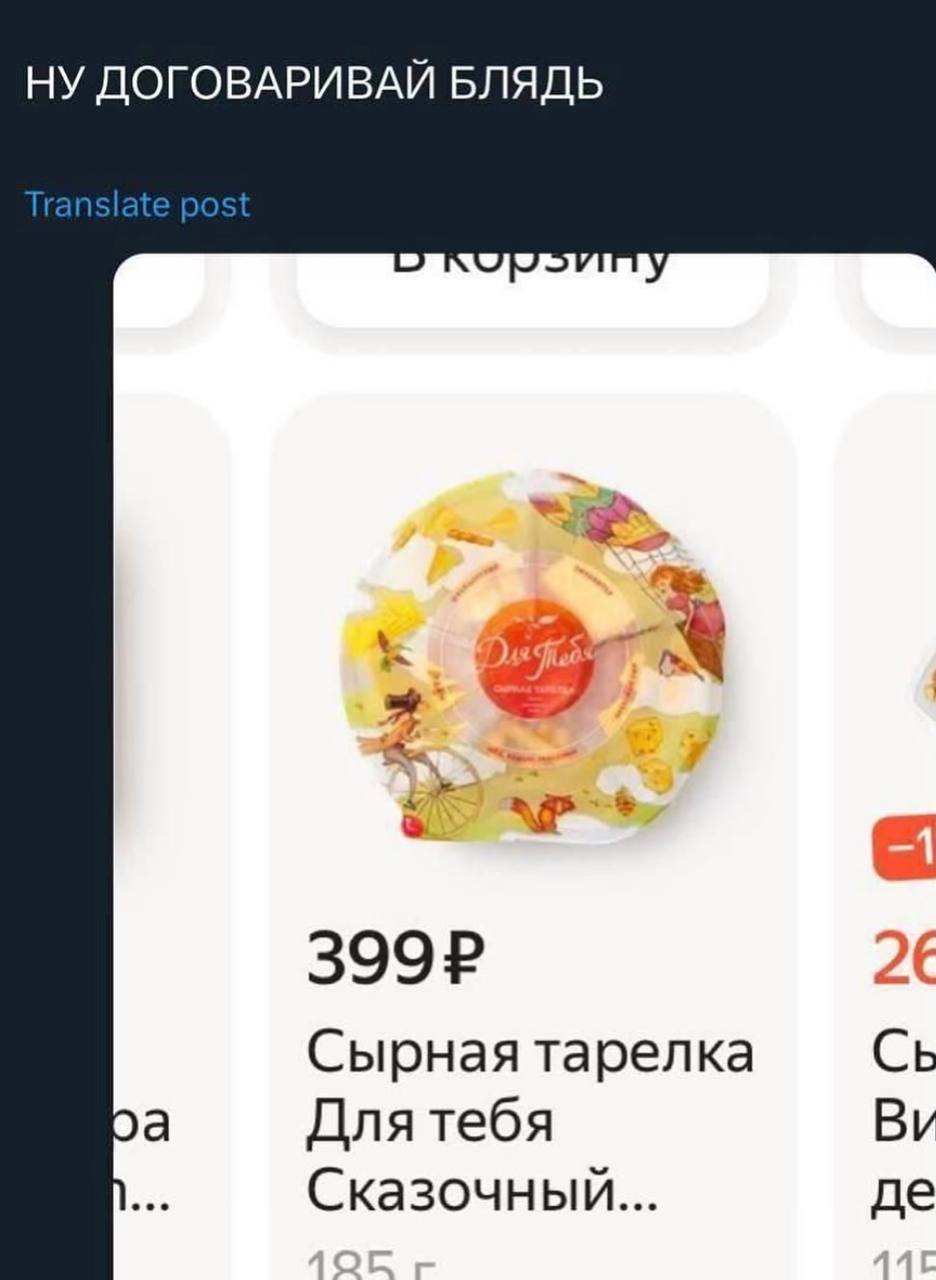 НУ ДОГОВАРИВАЙ БЛЯДЬ
Translate post
В корзину
Для Тебя
СЫРНАЯ ТАРЕЛКА
-1
399₽
26
Сырная тарелка
Сы
ра
Для тебя
Ви
Сказочный...
де
185 г
115